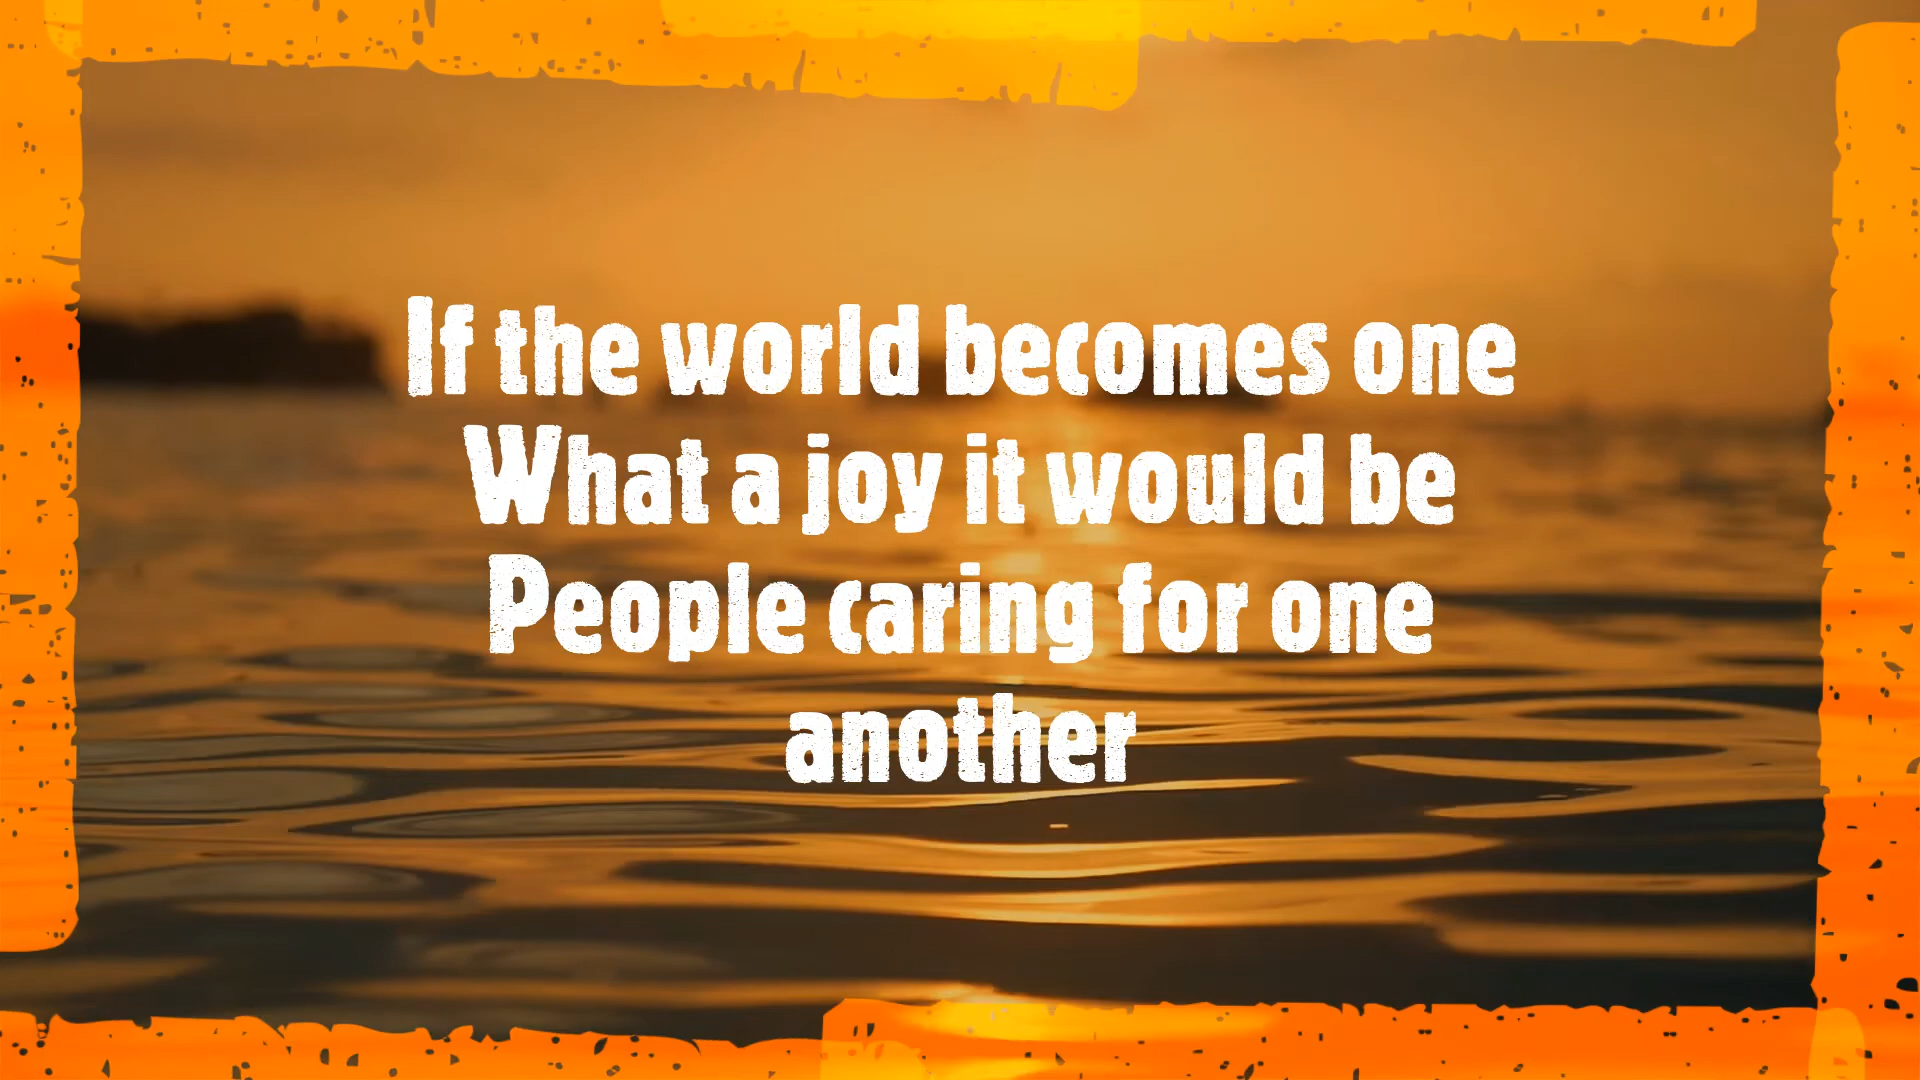 If the world becomes one
What a joy it would be
People caring for one
another